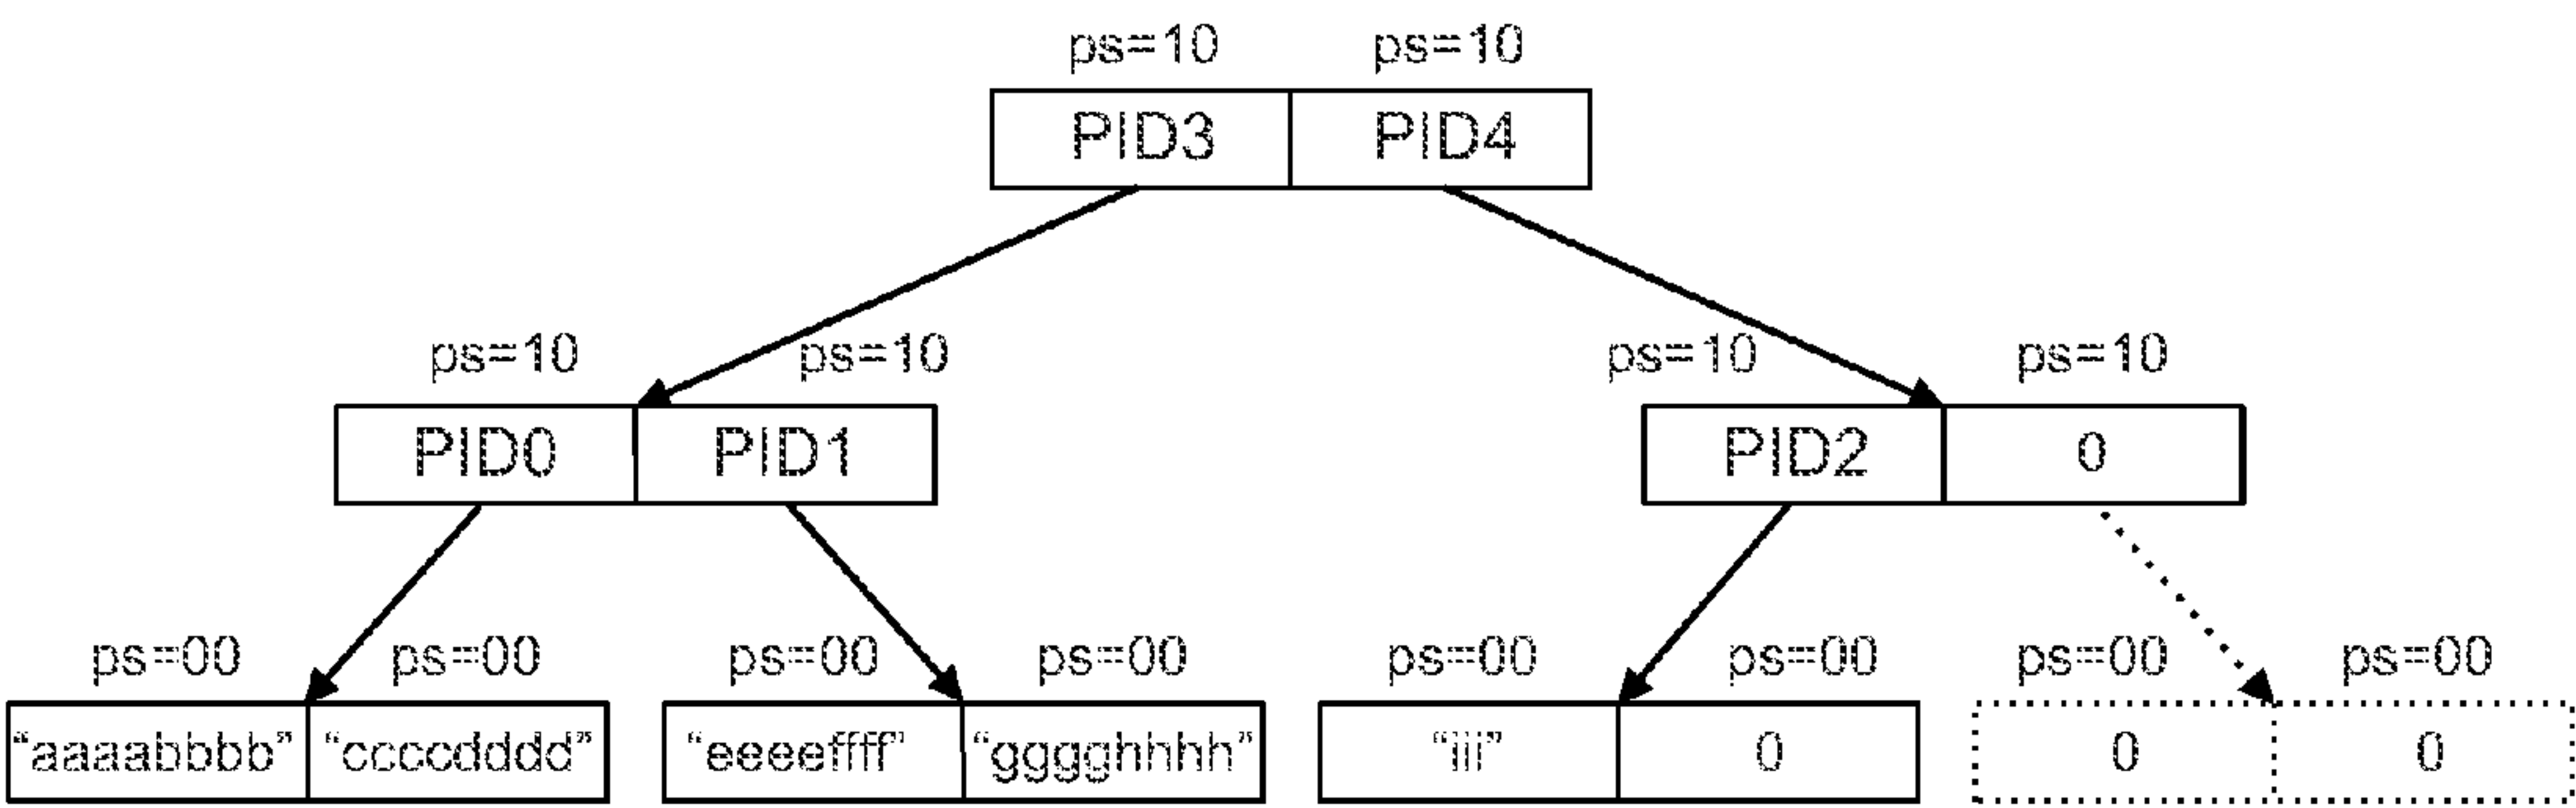 ps=10 ps=10
PID3 PID4
ps=10 ps=10 ps=10 ps=10
PID0 PID1 PID2 0
ps=00 ps=00 ps=00 ps=00 ps=00 ps=00 ps=00 ps=00
“aaaabbbb” “ccccdddd” “eeeeffff” “gggghhhh” “iii” 0 0 0